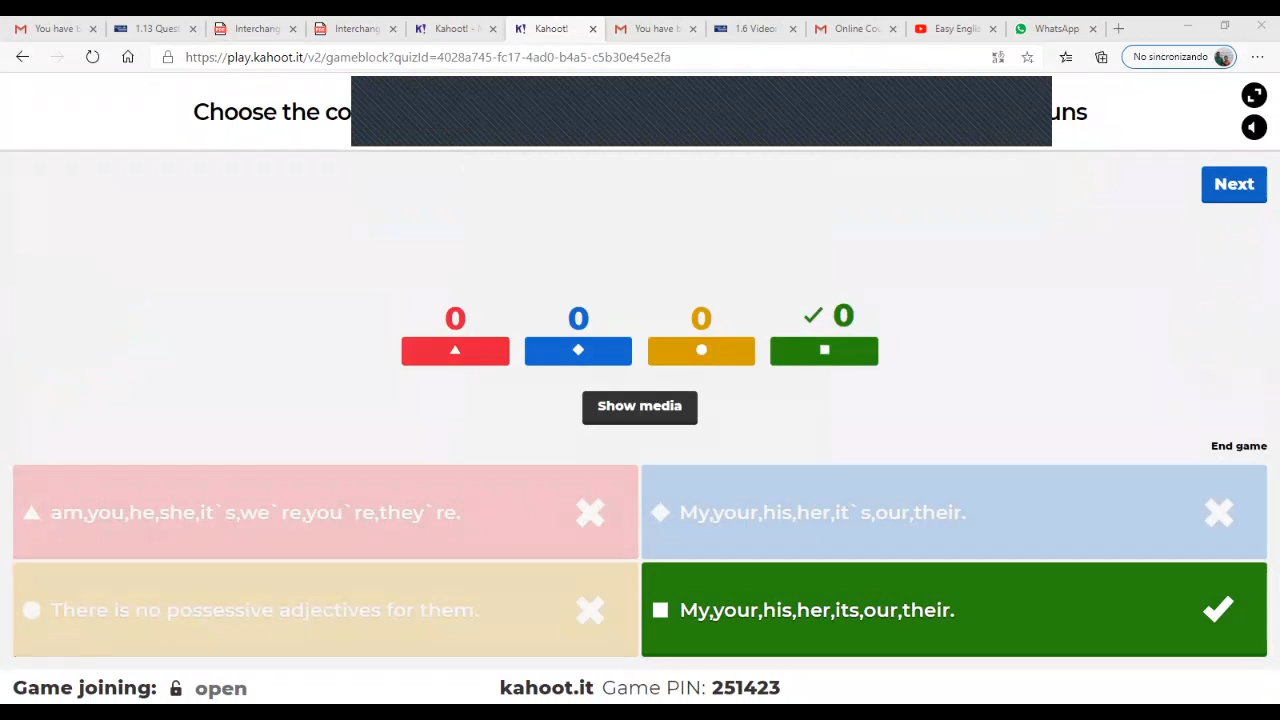 You have b
1.13 Quest
Interchang
Interchang
Kahoot! - M
Kahoot!
You have b
1.6 Video:
Online Cou
Easy Englis
WhatsApp
https://play.kahoot.it/v2/gameblock?quizId=4028a745-fc17-4ad0-b4a5-c5b30e45e2fa
No sincronizando
Choose the co
uns
Next
0 0 0 0
Show media
End game
am,you,he,she,it`s,we`re,you`re,they`re.
My,your,his,her,it`s,our,their.
There is no possessive adjectives for them.
My,your,his,her,its,our,their.
Game joining: open
kahoot.it Game PIN: 251423